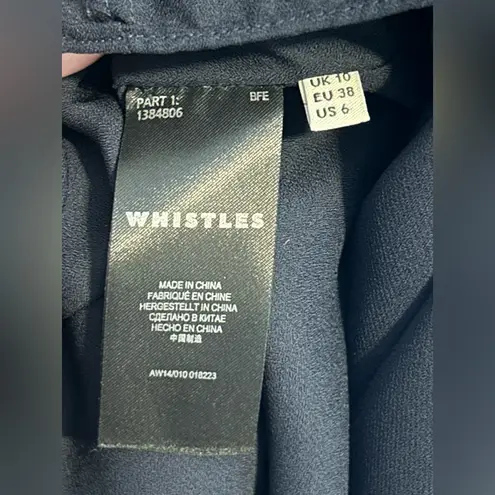 PART 1:
BFE
1384806
WHISTLES
MADE IN CHINA
FABRIQUÉ EN CHINE
HERGESTELLT IN CHINA
СДЕЛАНО В КИТАЕ
HECHO EN CHINA
中国制造
AW14/010 018223
UK 10
EU 38
US 6